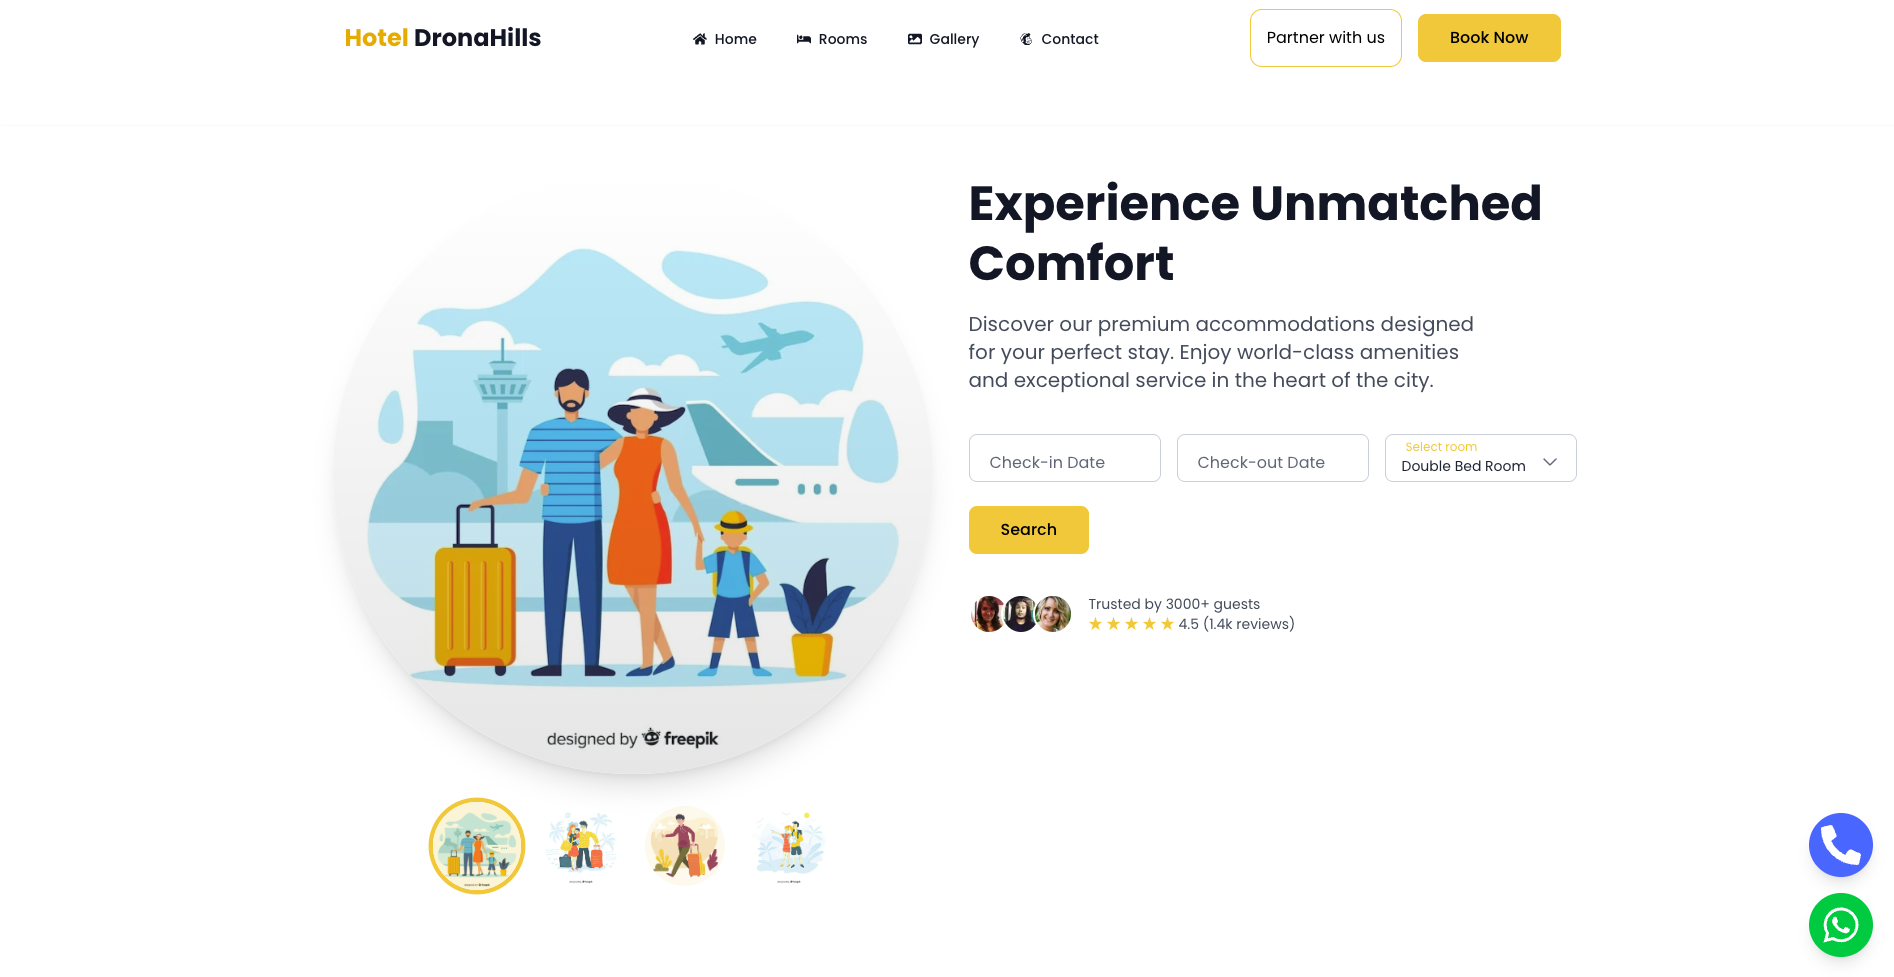 Hotel DronaHills
Home
Rooms
Gallery
Contact
Partner with us
Book Now
Experience Unmatched
Comfort
Discover our premium accommodations designed
for your perfect stay. Enjoy world-class amenities
and exceptional service in the heart of the city.
Check-in Date
Check-out Date
Select room
Double Bed Room
Search
Trusted by 3000+ guests
★ ★ ★ ★ ★ 4.5 (1.4k reviews)
designed by freepik